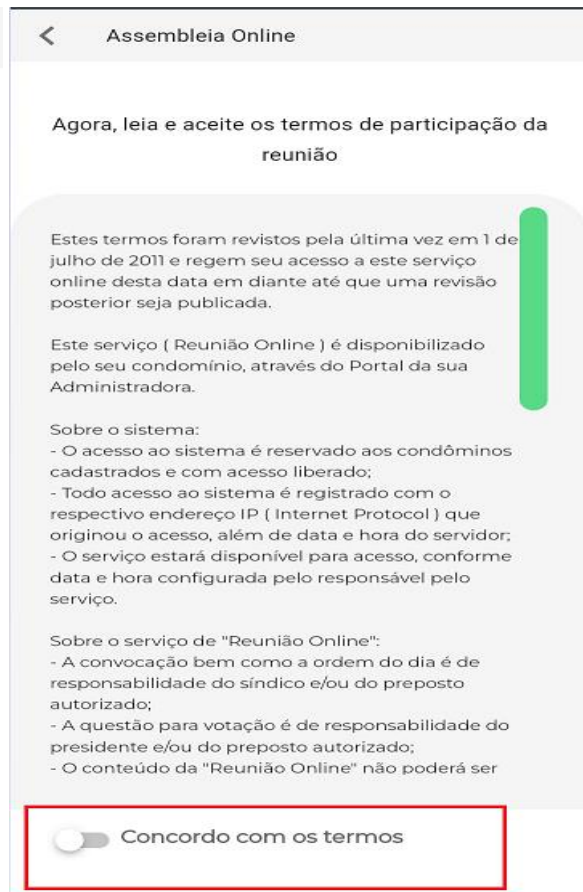 Assembleia Online
Agora, leia e aceite os termos de participação da
reunião
Estes termos foram revistos pela última vez em 1 de
julho de 2011 e regem seu acesso a este serviço
online desta data em diante até que uma revisão
posterior seja publicada.
Este serviço ( Reunião Online ) é disponibilizado
pelo seu condomínio, através do Portal da sua
Administradora.
Sobre o sistema:
- O acesso ao sistema é reservado aos condôminos
cadastrados e com acesso liberado;
- Todo acesso ao sistema é registrado com o
respectivo endereço IP ( Internet Protocol ) que
originou o acesso, além de data e hora do servidor;
- O serviço estará disponível para acesso, conforme
data e hora configurada pelo responsável pelo
serviço.
Sobre o serviço de "Reunião Online":
- A convocação bem como a ordem do dia é de
responsabilidade do síndico e/ou do preposto
autorizado;
- A questão para votação é de responsabilidade do
presidente e/ou do preposto autorizado;
- O conteúdo da "Reunião Online" não poderá ser
Concordo com os termos